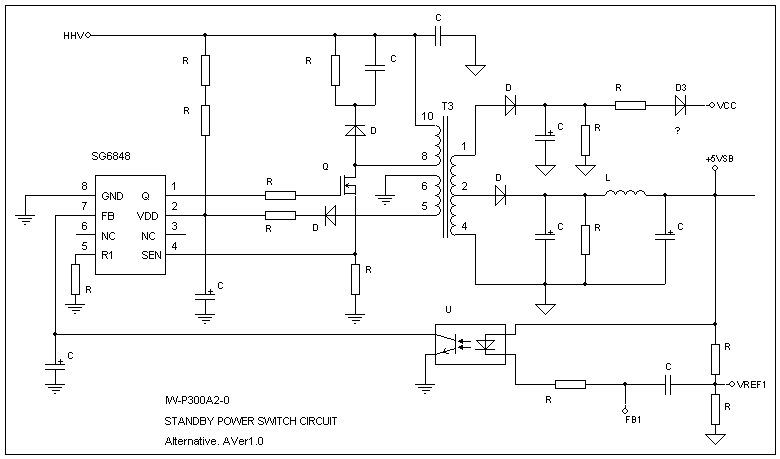 C
HHV
R
R
C
D3
D
R
T3
VCC
R
10
D
C
R
?
SG6848
1
8
+5VSB
Q
D
L
8 GND Q 1
R
6
2
7 FB VDD 2
5
6 NC NC 3
R
D
C
R
C
4
5 R1 SEN 4
R
R
C
U
C
R
C
VREF1
R
R
IW-P300A2-0
FB1
STANDBY POWER SWITCH CIRCUIT
Alternative. AVer1.0